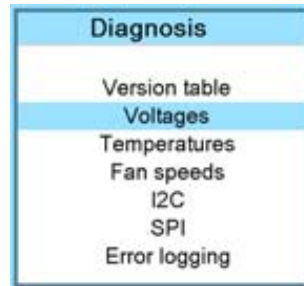 Diagnosis
Version table
Voltages
Temperatures
Fan speeds
I2C
SPI
Error logging